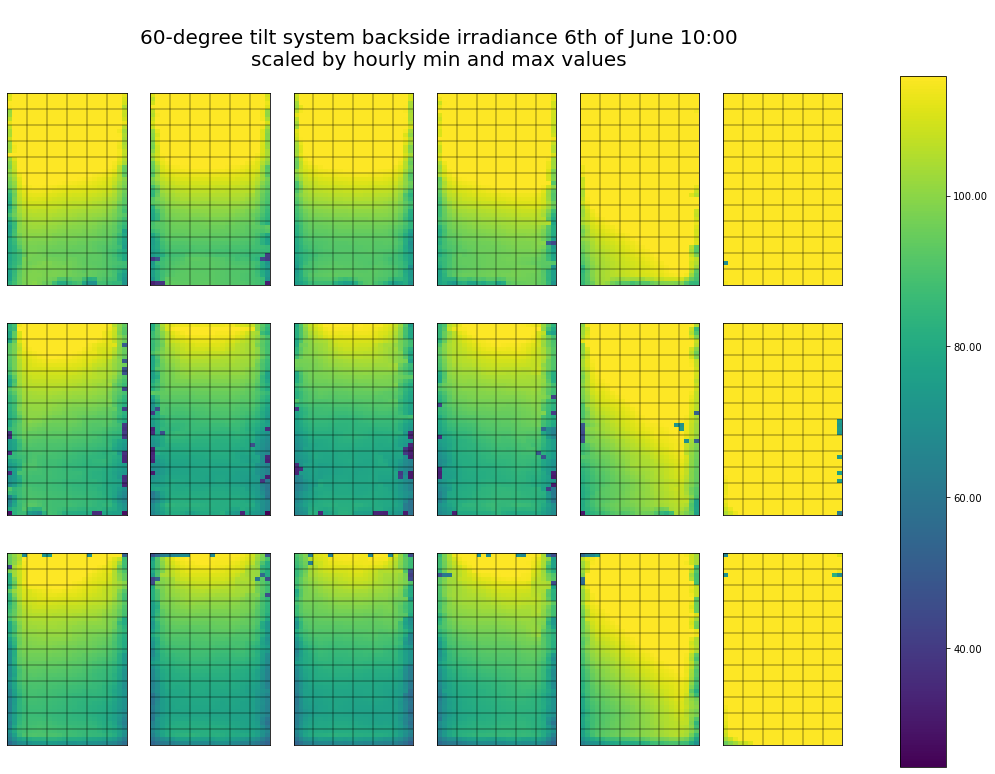 60-degree tilt system backside irradiance 6th of June 10:00
scaled by hourly min and max values
100.00
80.00
60.00
40.00